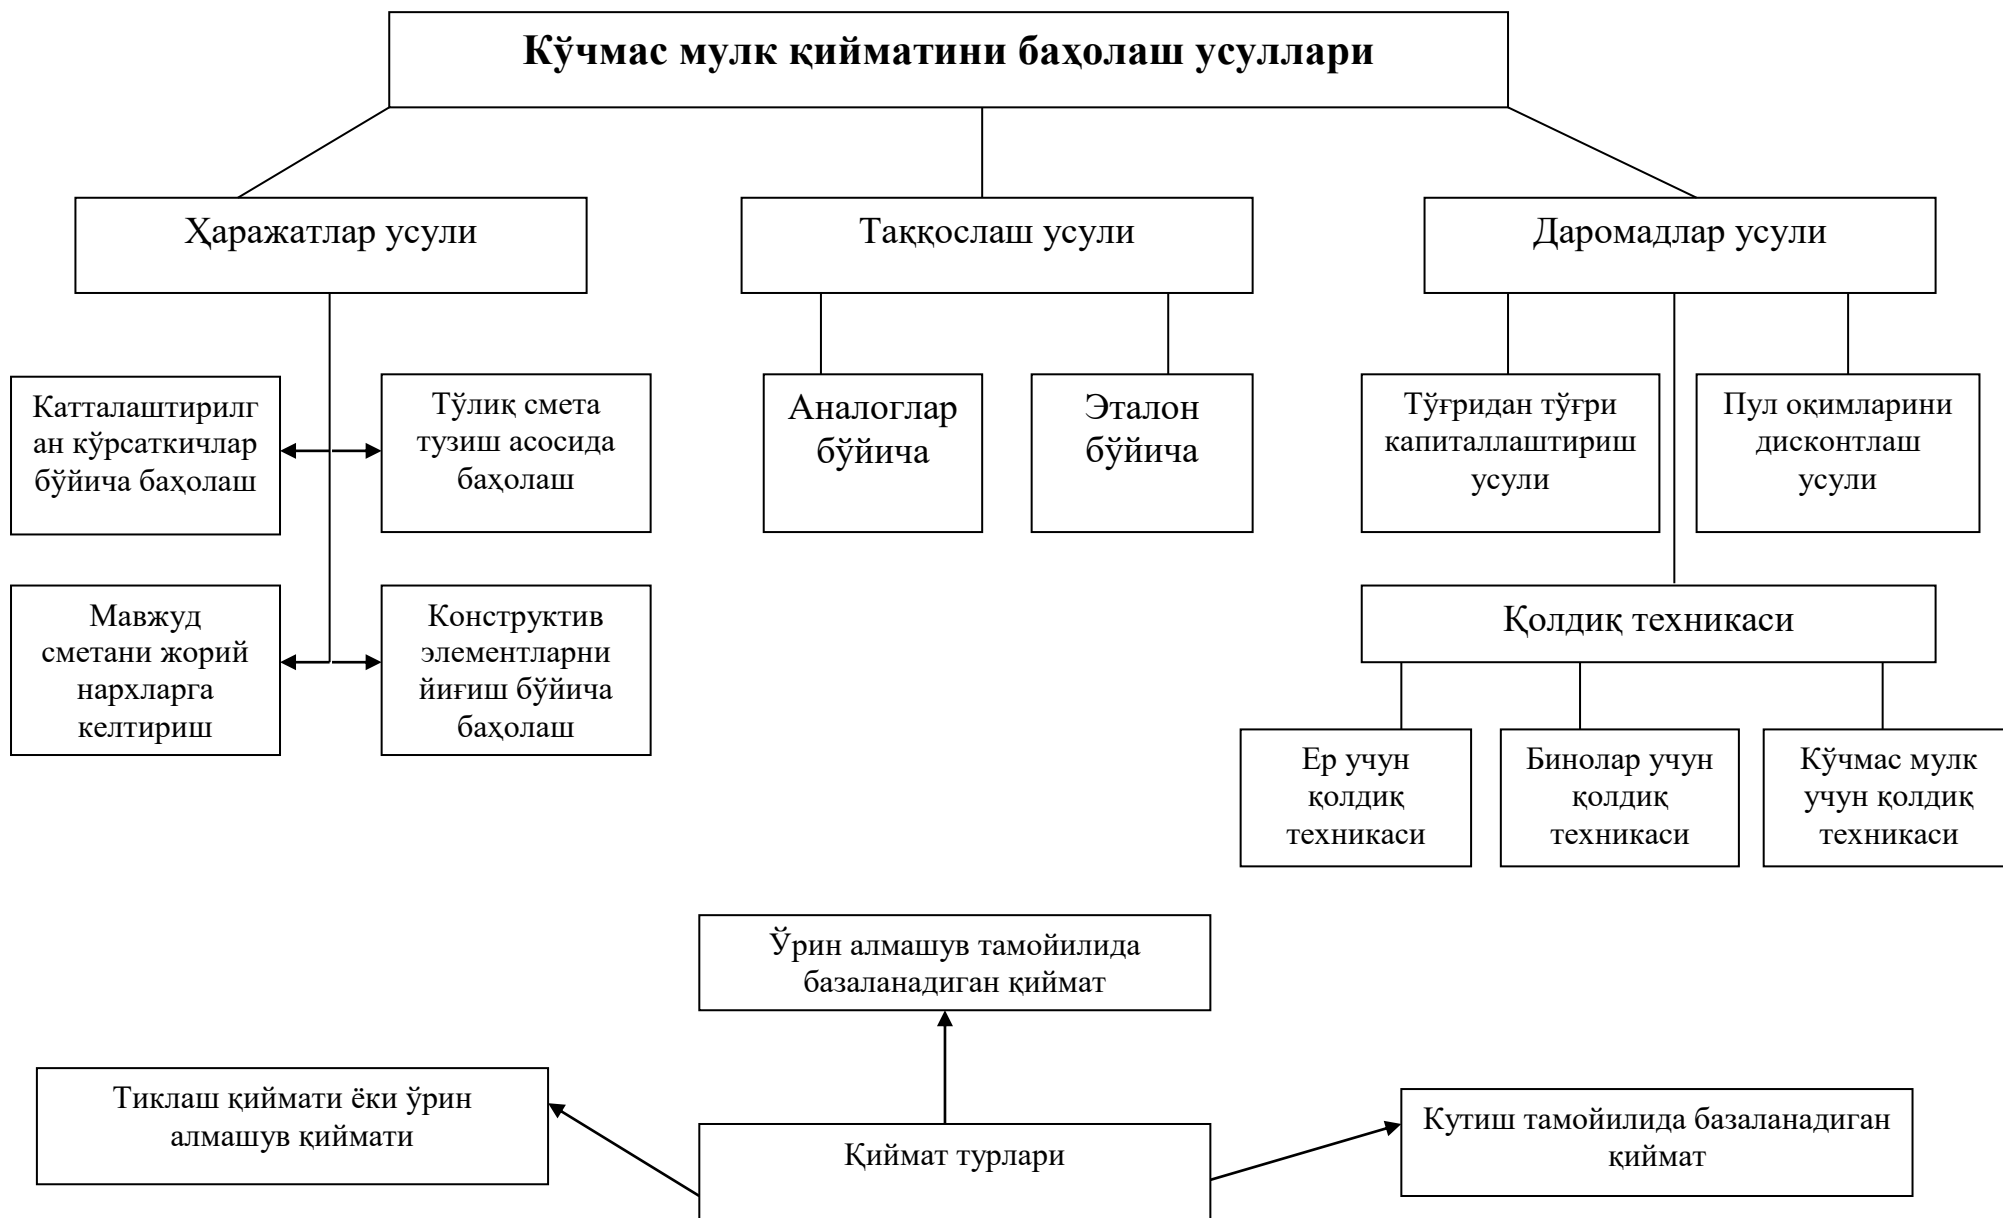 Кўчмас мулк қийматини баҳолаш усуллари
Ҳаражатлар усули
Таққослаш усули
Даромадлар усули
Катталаштирилг
ан кўрсаткичлар
бўйича баҳолаш
Тўлиқ смета
тузиш асосида
баҳолаш
Аналоглар
бўйича
Эталон
бўйича
Тўғридан тўғри
капиталлаштириш
усули
Пул оқимларини
дисконтлаш
усули
Мавжуд
сметани жорий
нархларга
келтириш
Конструктив
элементларни
йиғиш бўйича
баҳолаш
Қолдиқ техникаси
Ер учун
қолдиқ
техникаси
Бинолар учун
қолдиқ
техникаси
Кўчмас мулк
учун қолдиқ
техникаси
Ўрин алмашув тамойилида
базаланадиган қиймат
Тиклаш қиймати ёки ўрин
алмашув қиймати
Қиймат турлари
Кутиш тамойилида базаланадиган
қиймат